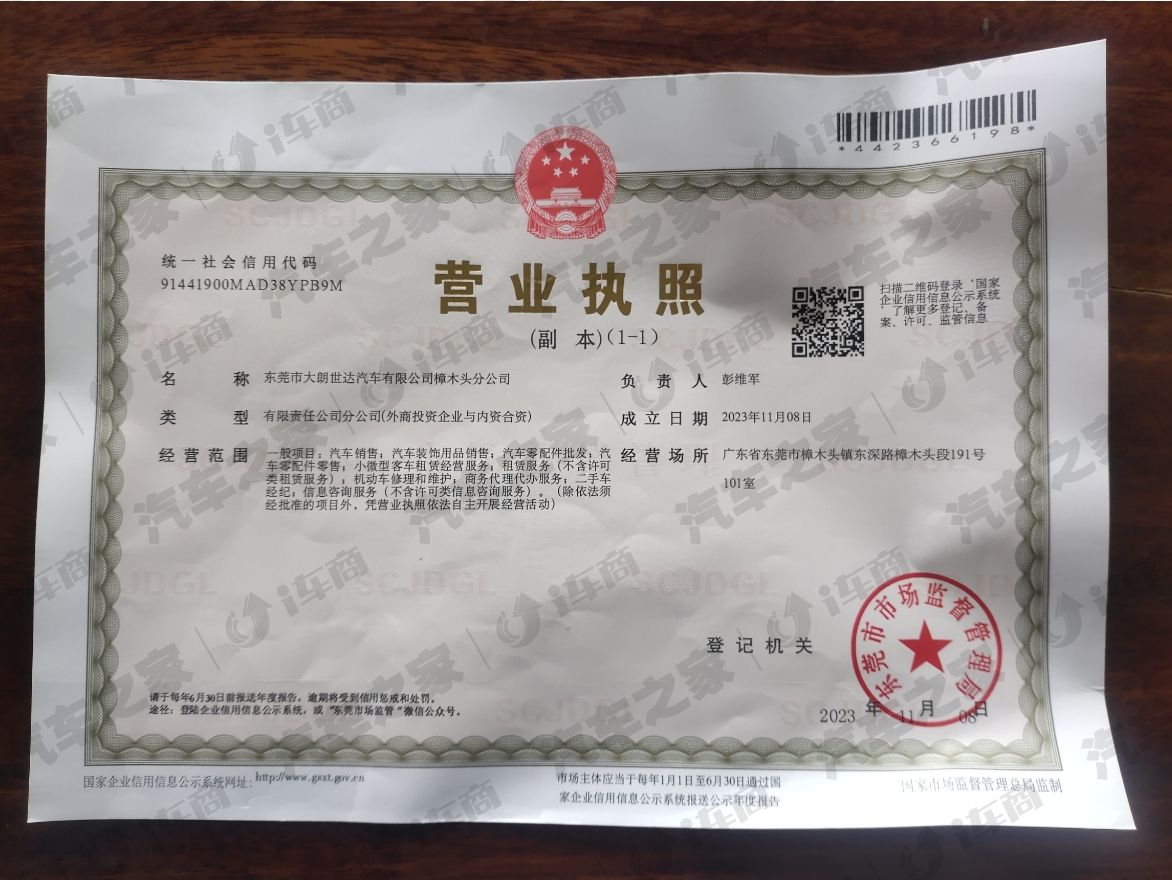 *442366198*
统一社会信用代码
91441900MAD38YPB9M
营业执照
(副 本)(1-1)
扫描二维码登录‘国家
企业信用信息公示系统
’了解更多登记、备
案、许可、监管信息
名 称 东莞市大朗世达汽车有限公司樟木头分公司
类 型 有限责任公司分公司(外商投资企业与内资合资)
经营范围 一般项目:汽车销售;汽车装饰用品销售;汽车零配件批发;汽
车零配件零售;小微型客车租赁经营服务;租赁服务(不含许可
类租赁服务);机动车修理和维护;商务代理代办服务;二手车
经纪;信息咨询服务(不含许可类信息咨询服务)。(除依法须
经批准的项目外,凭营业执照依法自主开展经营活动)
负责人 彭维军
成立日期 2023年11月08日
经营场所 广东省东莞市樟木头镇东深路樟木头段191号
101室
登记机关
东莞市市场监督管理局
2023 年 11 月 08 日
请于每年6月30日前报送年度报告,逾期将受到信用惩戒和处罚。
途径:登陆企业信用信息公示系统,或“东莞市场监管”微信公众号。
国家企业信用信息公示系统网址:http://www.gsxt.gov.cn
市场主体应当于每年1月1日至6月30日通过国
家企业信用信息公示系统报送公示年度报告
国家市场监督管理总局监制
SCJDGL
汽车之家 | i车商